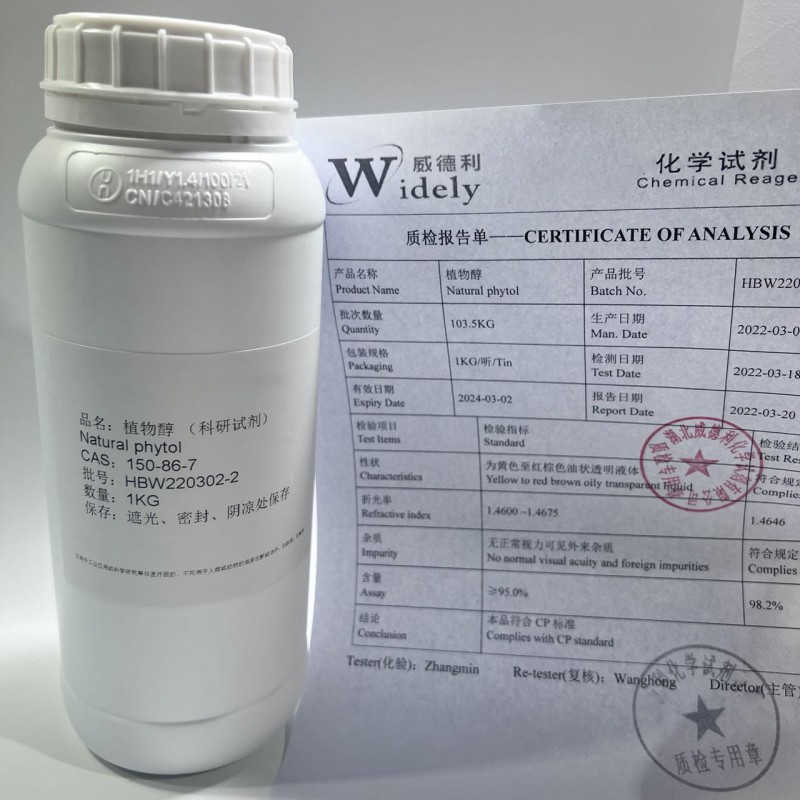 1H1/Y1.4/100/21
CN/C421308
品名：植物醇 （科研试剂）
Natural phytol
CAS：150-86-7
批号：HBW220302-2
数量：1KG
保存：遮光、密封、阴凉处保存
Widely 威德利
化学试剂
Chemical Reage
质检报告单——CERTIFICATE OF ANALYSIS
产品名称 植物醇 产品批号
Product Name Natural phytol Batch No. HBW220
批次数量 生产日期
Quantity 103.5KG Man. Date 2022-03-0
包装规格 检测日期
Packaging 1KG/听/Tin Test Date 2022-03-18
有效日期 报告日期
Expiry Date 2024-03-02 Report Date 2022-03-20
检验项目 检验指标 检验结
Test Items Standard Test Res
性状 为黄色至红棕色油状透明液体 符合规定
Characteristics Yellow to red brown oily transparent liquid Complies
折光率
Refractive index 1.4600 ~1.4675 1.4646
杂质 无正常视力可见外来杂质 符合规定
Impurity No normal visual acuity and foreign impurities Complies
含量
Assay ≥95.0% 98.2%
结论 本品符合 CP 标准
Conclusion Complies with CP standard
Tester(化验): Zhangmin Re-tester(复核): Wanghong Director(主管)
化学试剂
质检专用章